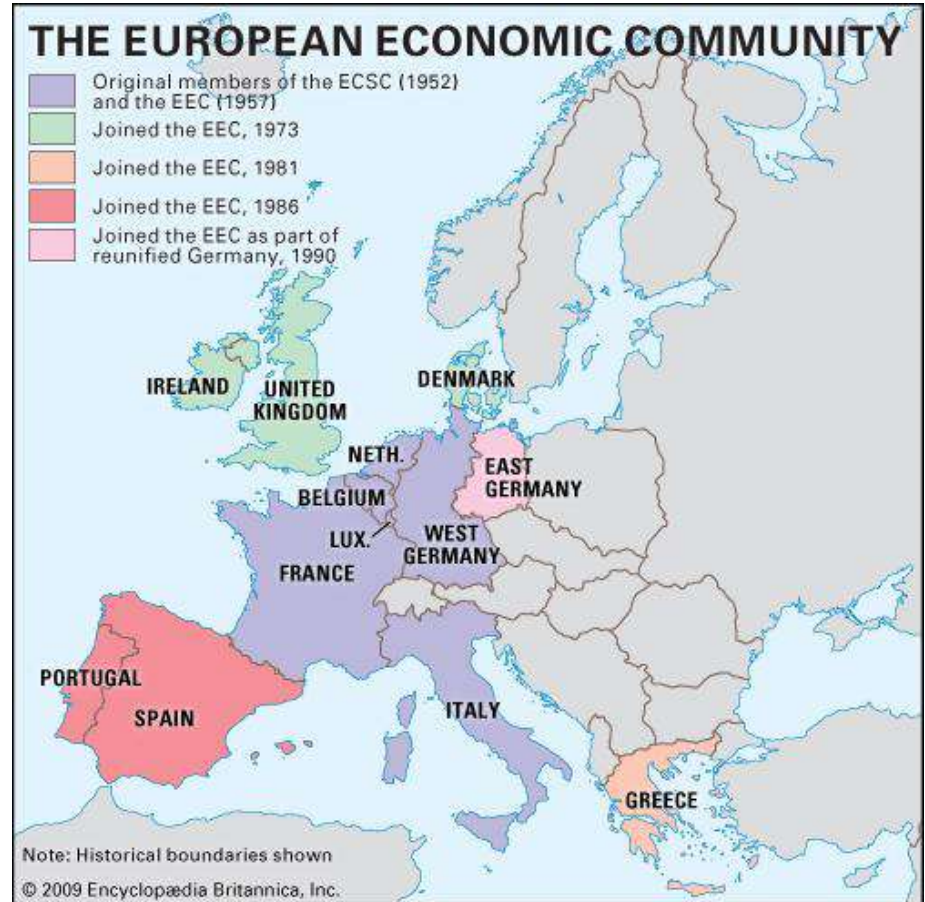 THE EUROPEAN ECONOMIC COMMUNITY
Original members of the ECSC (1952)
and the EEC (1957)
Joined the EEC, 1973
Joined the EEC, 1981
Joined the EEC, 1986
Joined the EEC as part of
reunified Germany, 1990
IRELAND
UNITED
KINGDOM
DENMARK
NETH.
EAST
GERMANY
BELGIUM
LUX.
WEST
GERMANY
FRANCE
PORTUGAL
SPAIN
ITALY
GREECE
Note: Historical boundaries shown
© 2009 Encyclopædia Britannica, Inc.